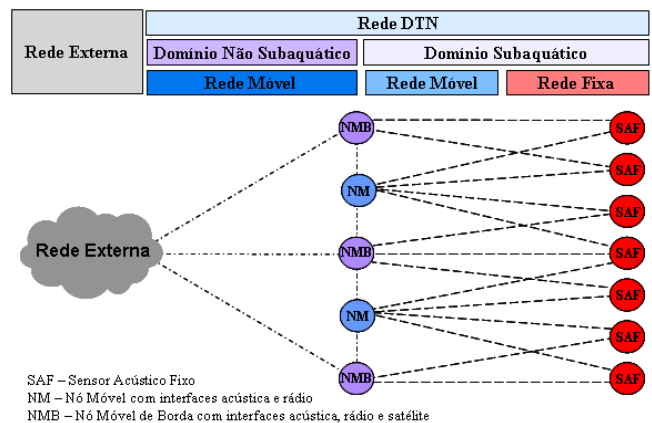 Rede DTN
Rede Externa
Domínio Não Subaquático
Domínio Subaquático
Rede Móvel
Rede Móvel
Rede Fixa
NMB
SAF
SAF
NM
SAF
Rede Externa
NMB
SAF
SAF
NM
SAF
NMB
SAF
SAF – Sensor Acústico Fixo
NM – Nó Móvel com interfaces acústica e rádio
NMB – Nó Móvel de Borda com interfaces acústica, rádio e satélite